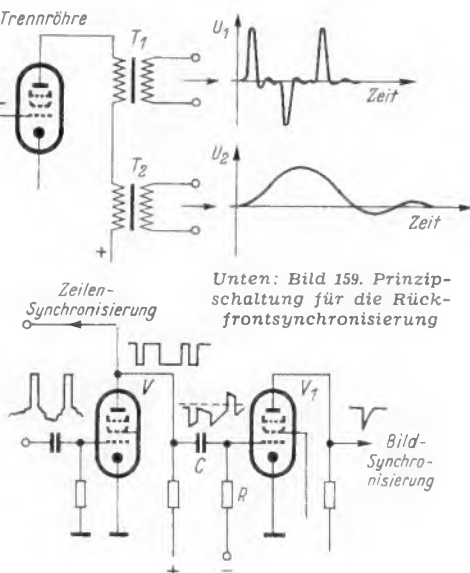 Trennröhre
T1
U1
Zeit
T2
U2
Zeit
+
Unten: Bild 159. Prinzip-
schaltung für die Rück-
frontsynchronisierung
Zeilen-
Synchronisierung
V
V1
C
R
Bild-
Synchro-
nisierung
+
−